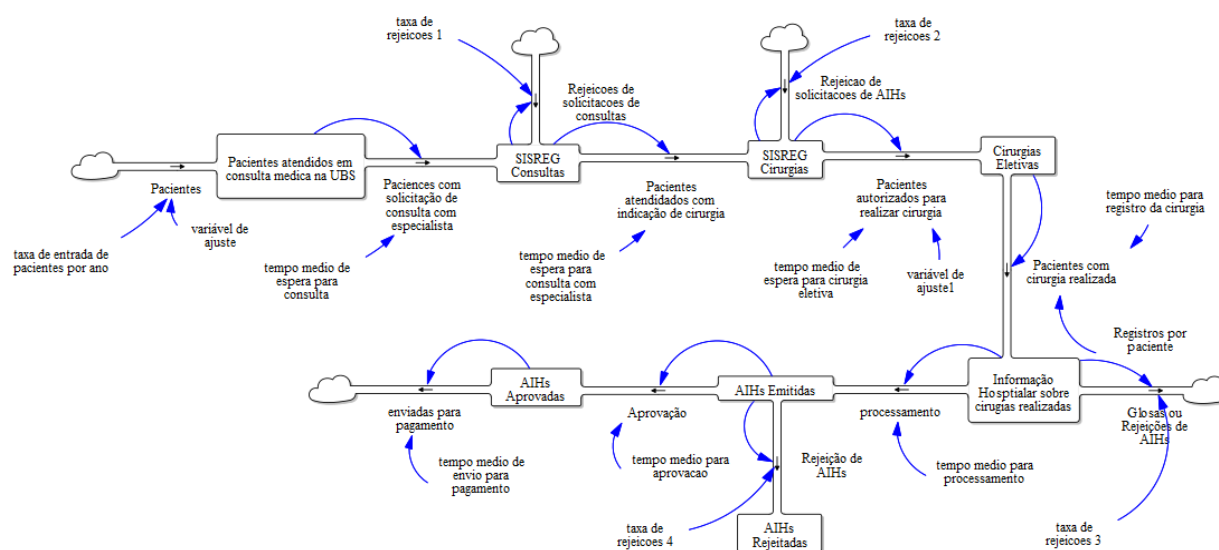 taxa de
rejeicoes 1
taxa de
rejeicoes 2
Rejeicoes de
solicitacoes de
consultas
Rejeicao de
solicitacoes de AIHs
Pacientes atendidos em
consulta medica na UBS
SISREG
Consultas
SISREG
Cirurgias
Cirurgias
Eletivas
Pacientes
variável de
ajuste
taxa de entrada de
pacientes por ano
Paciences com
solicitação de
consulta com
especialista
tempo medio de
espera para
consulta
Pacientes
atendidados com
indicação de cirurgia
tempo medio de
espera para
consulta com
especialista
Pacientes
autorizados para
realizar cirurgia
tempo medio de
espera para cirurgia
eletiva
variável de
ajuste1
tempo medio para
registro da cirurgia
Pacientes com
cirurgia realizada
Registros por
paciente
AIHs
Aprovadas
AIHs Emitidas
Informação
Hosptialar sobre
cirugias realizadas
enviadas para
pagamento
Aprovação
processamento
Glosas ou
Rejeições de
AIHs
tempo medio de
envio para
pagamento
tempo medio para
aprovacao
Rejeição de
AIHs
tempo medio para
processamento
taxa de
rejeicoes 4
AIHs
Rejeitadas
taxa de
rejeicoes 3